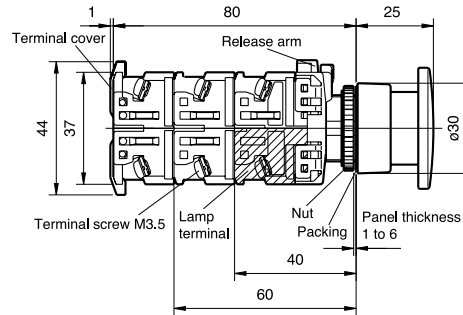 1
80
25
Terminal cover
Release arm
44
37
ø30
Terminal screw M3.5
Lamp
terminal
Nut
Packing
Panel thickness
1 to 6
40
60